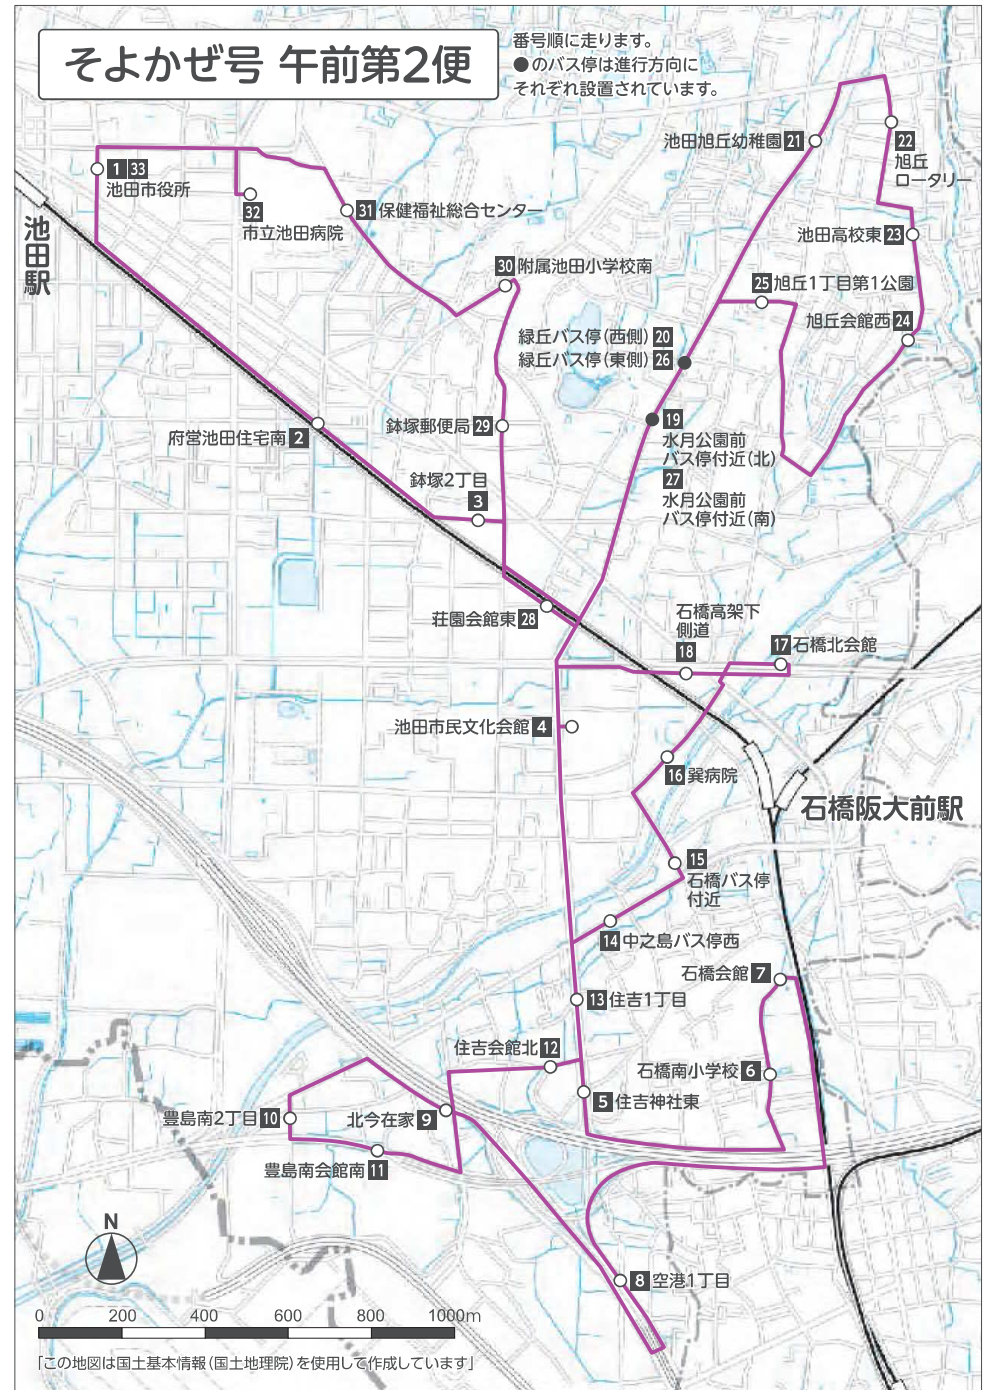 そよかぜ号 午前第2便
番号順に走ります。
●のバス停は進行方向に
それぞれ設置されています。
池田旭丘幼稚園 21
22
旭丘
ロータリー
1 33
池田市役所
32
市立池田病院
31 保健福祉総合センター
池田駅
池田高校東 23
30 附属池田小学校南
25 旭丘1丁目第1公園
旭丘会館西 24
緑丘バス停(西側) 20
緑丘バス停(東側) 26
府営池田住宅南 2
鉢塚郵便局 29
19
水月公園前
バス停付近(北)
27
水月公園前
バス停付近(南)
鉢塚2丁目
3
荘園会館東 28
石橋高架下
側道
18
17 石橋北会館
池田市民文化会館 4
16 巽病院
石橋阪大前駅
15
石橋バス停
付近
14 中之島バス停西
石橋会館 7
13 住吉1丁目
住吉会館北 12
石橋南小学校 6
5 住吉神社東
豊島南2丁目 10
北今在家 9
豊島南会館南 11
8 空港1丁目
N
0 200 400 600 800 1000m
「この地図は国土基本情報(国土地理院)を使用して作成しています」